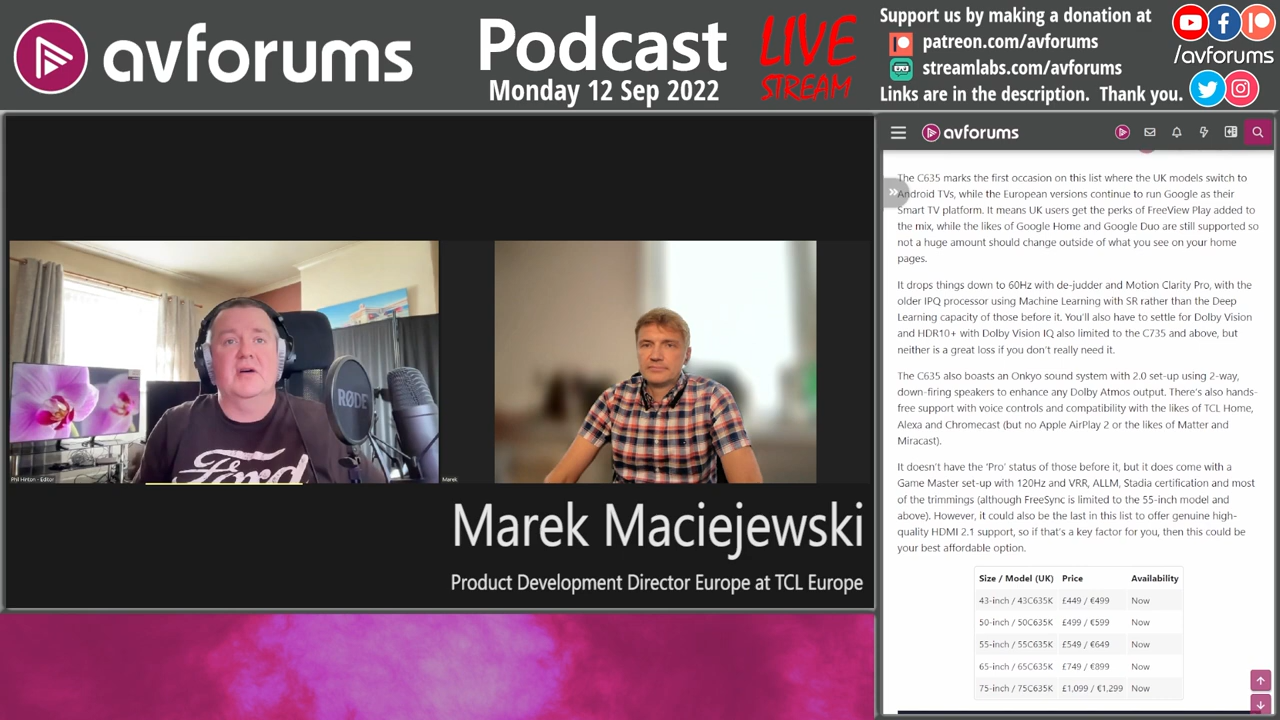 avforums
Podcast
LIVE
STREAM
Monday 12 Sep 2022
Support us by making a donation at
patreon.com/avforums
streamlabs.com/avforums
Links are in the description. Thank you.
/avforums
avforums
The C635 marks the first occasion on this list where the UK models switch to
Android TVs, while the European versions continue to run Google as their
Smart TV platform. It means UK users get the perks of FreeView Play added to
the mix, while the likes of Google Home and Google Duo are still supported so
not a huge amount should change outside of what you see on your home
pages.
It drops things down to 60Hz with de-judder and Motion Clarity Pro, with the
older IPQ processor using Machine Learning with SR rather than the Deep
Learning capacity of those before it. You'll also have to settle for Dolby Vision
and HDR10+ with Dolby Vision IQ also limited to the C735 and above, but
neither is a great loss if you don't really need it.
The C635 also boasts an Onkyo sound system with 2.0 set-up using 2-way,
down-firing speakers to enhance any Dolby Atmos output. There's also hands-
free support with voice controls and compatibility with the likes of TCL Home,
Alexa and Chromecast (but no Apple AirPlay 2 or the likes of Matter and
Miracast).
It doesn't have the 'Pro' status of those before it, but it does come with a
Game Master set-up with 120Hz and VRR, ALLM, Stadia certification and most
of the trimmings (although FreeSync is limited to the 55-inch model and
above). However, it could also be the last in this list to offer genuine high-
quality HDMI 2.1 support, so if that's a key factor for you, then this could be
your best affordable option.
Size / Model (UK) Price Availability
43-inch / 43C635K £449 / €499 Now
50-inch / 50C635K £499 / €599 Now
55-inch / 55C635K £549 / €649 Now
65-inch / 65C635K £749 / €899 Now
75-inch / 75C635K £1,099 / €1,299 Now
RØDE
Ford
Phil Hinton - Editor
Marek
Marek Maciejewski
Product Development Director Europe at TCL Europe